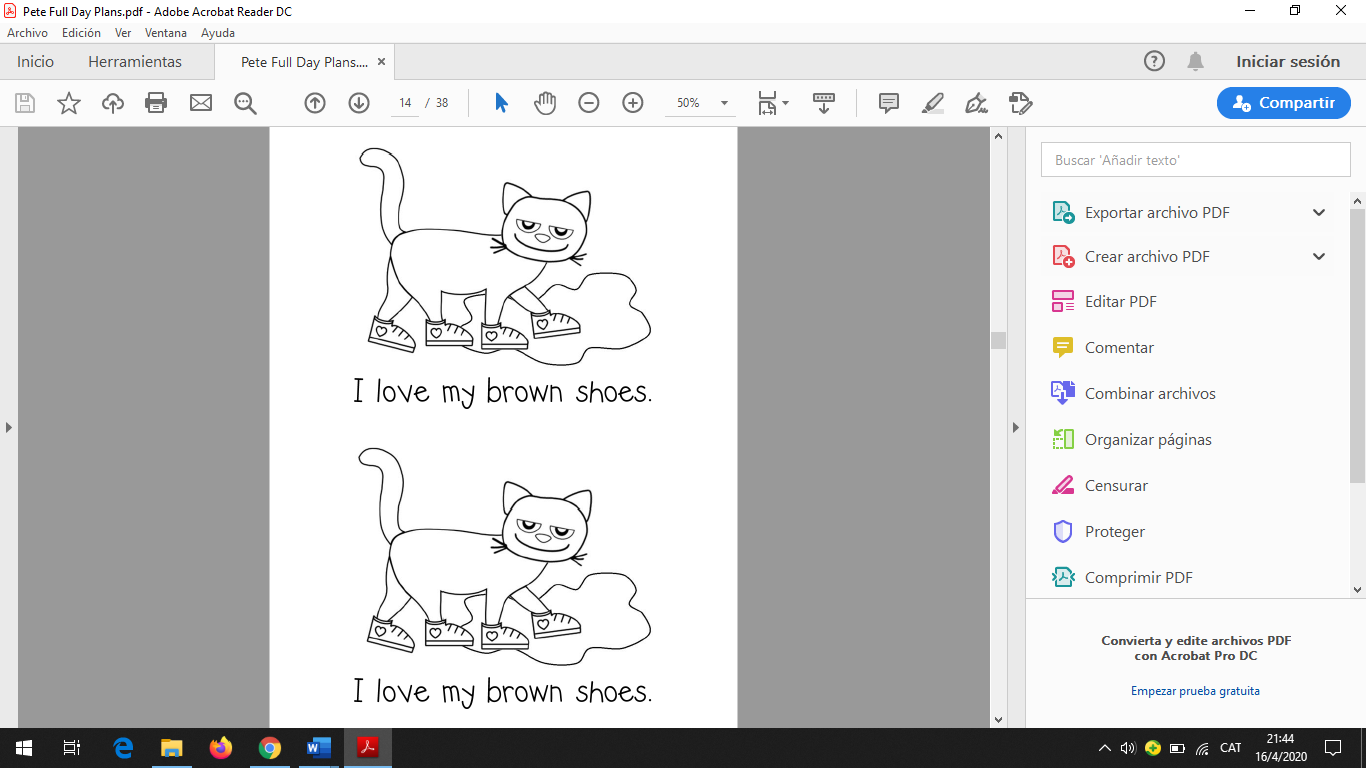 Pete Full Day Plans.pdf - Adobe Acrobat Reader DC
Archivo Edición Ver Ventana Ayuda
Inicio Herramientas Pete Full Day Plans.... × Iniciar sesión
14 / 38 50% Compartir
I love my brown shoes.
I love my brown shoes.
Buscar 'Añadir texto'
Exportar archivo PDF
Crear archivo PDF
Editar PDF
Comentar
Combinar archivos
Organizar páginas
Censurar
Proteger
Comprimir PDF
Convierta y edite archivos PDF
con Acrobat Pro DC
Empezar prueba gratuita
CAT
21:44
16/4/2020